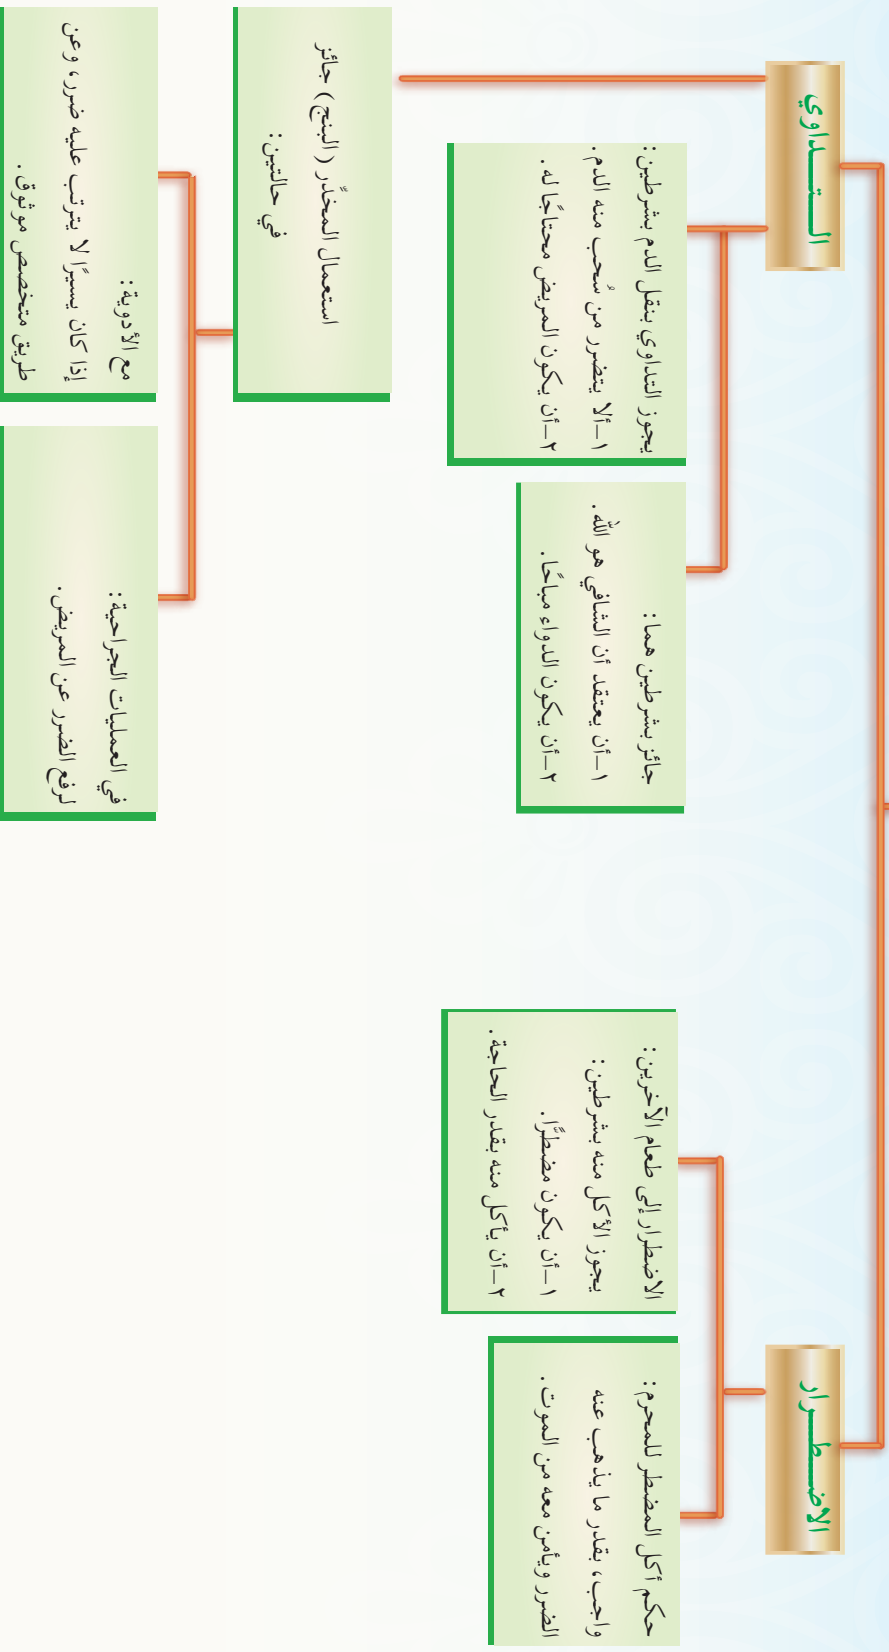 الاضـطـرار
حكم أكل المضطر للمحرم:
واجب، بقدر ما يذهب عنه
الضرر ويأمن معه من الموت.
الاضطرار إلى طعام الآخرين:
يجوز الأكل منه بشرطين:
١–أن يكون مضطرًّا.
٢–أن يأكل منه بقدر الحاجة.
الـتـــداوي
جائز بشرطين هما:
١–أن يعتقد أن الشافي هو الله.
٢–أن يكون الدواء مباحًا.
يجوز التداوي بنقل الدم بشرطين:
١–ألا يتضرر من سُحب منه الدم.
٢–أن يكون المريض محتاجًا له.
استعمال المخدَّر (البنج) جائز
في حالتين:
في العمليات الجراحية:
لرفع الضرر عن المريض.
مع الأدوية:
إذا كان يسيرًا لا يترتب عليه ضرر، وعن
طريق متخصص موثوق.